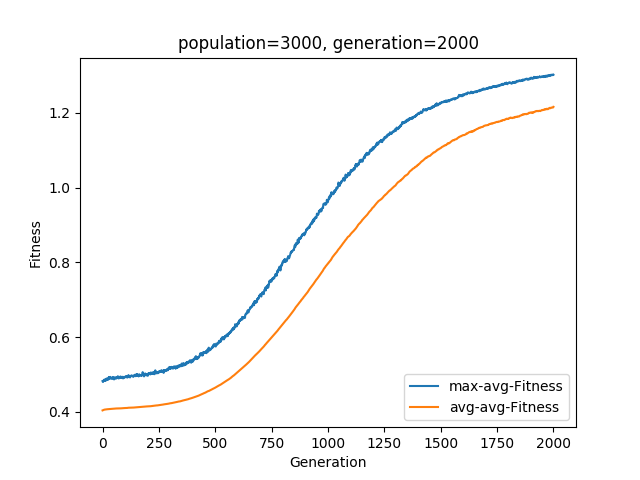 population=3000, generation=2000
Fitness
1.2
1.0
0.8
0.6
0.4
max-avg-Fitness
avg-avg-Fitness
0 250 500 750 1000 1250 1500 1750 2000
Generation